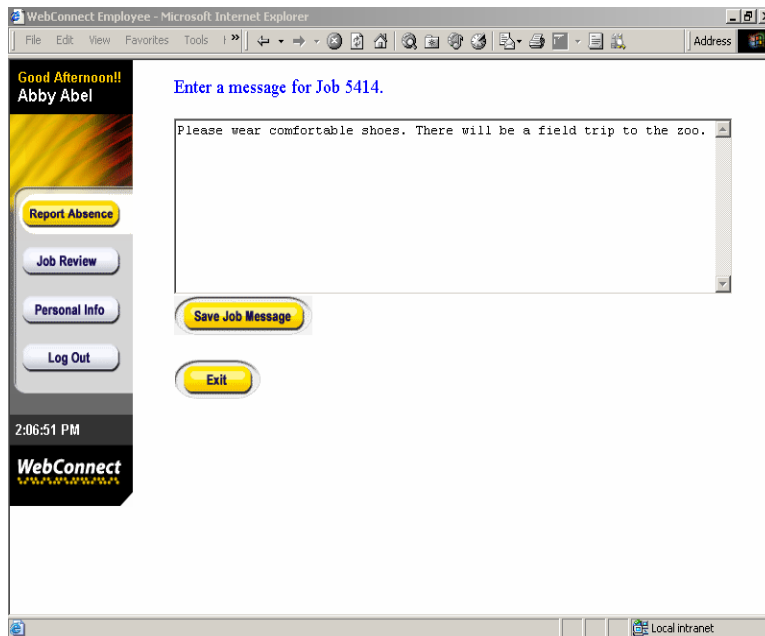 WebConnect Employee - Microsoft Internet Explorer
File Edit View Favorites Tools » Address
Good Afternoon!!
Abby Abel
Enter a message for Job 5414.
Please wear comfortable shoes. There will be a field trip to the zoo.
Report Absence
Job Review
Save Job Message
Personal Info
Log Out
Exit
2:06:51 PM
WebConnect
Local intranet